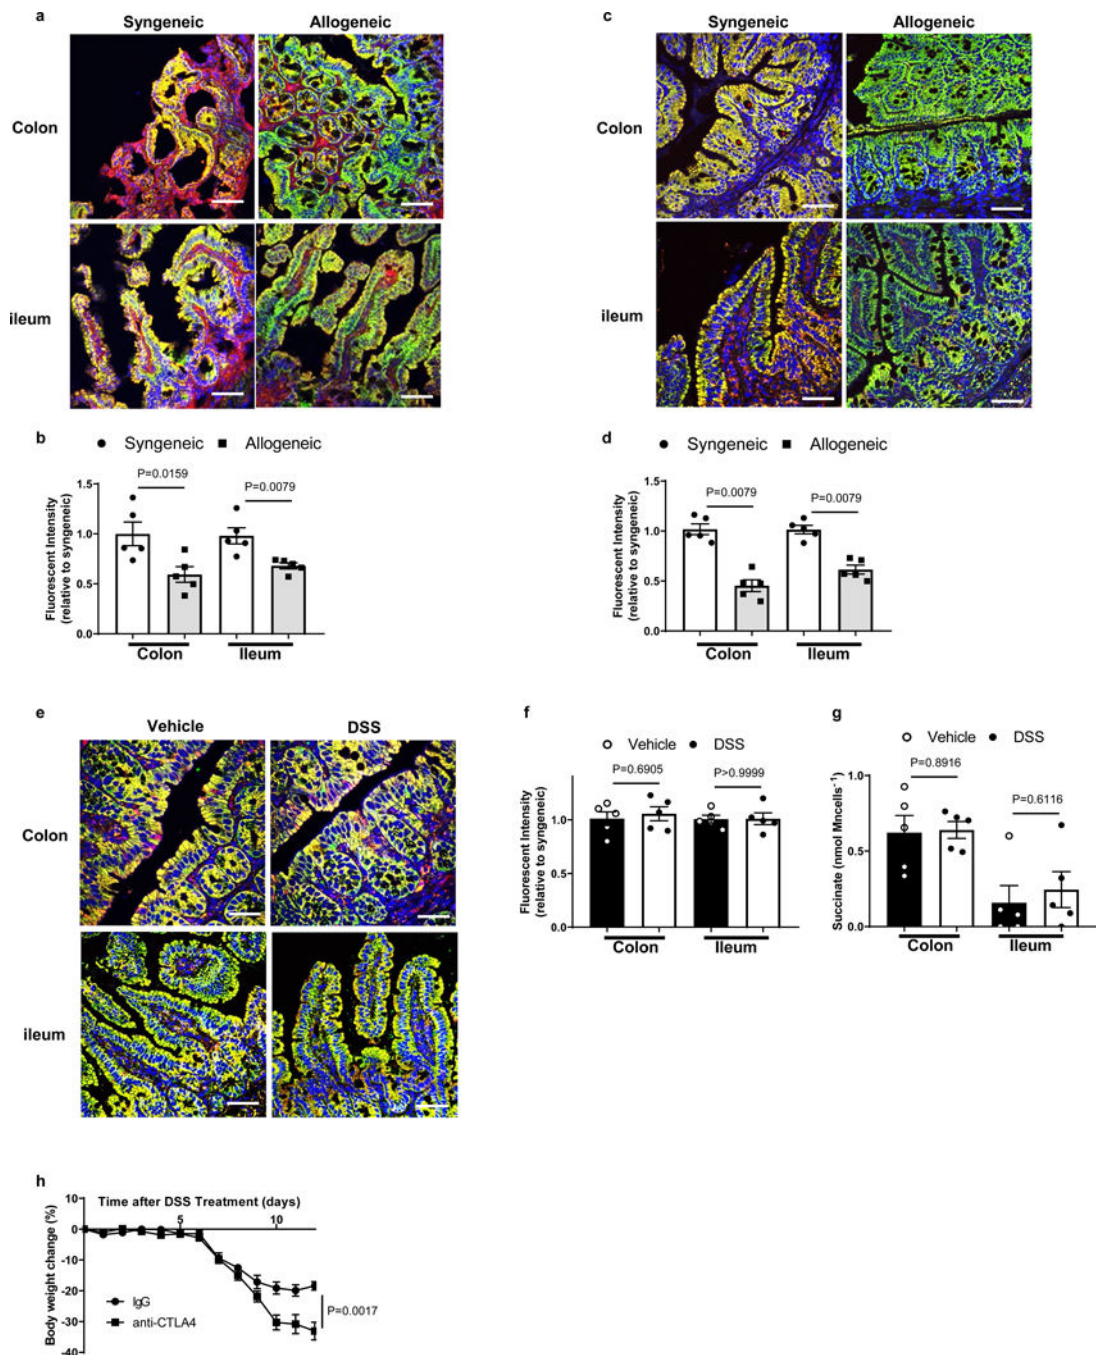 a
Syngeneic Allogeneic
Colon
ileum
c
Syngeneic Allogeneic
Colon
ileum
b
Syngeneic Allogeneic
P=0.0159
P=0.0079
Fluorescent Intensity
(relative to syngeneic)
1.5
1.0
0.5
0.0
Colon Ileum
d
Syngeneic Allogeneic
P=0.0079
P=0.0079
Fluorescent Intensity
(relative to syngeneic)
1.5
1.0
0.5
0.0
Colon Ileum
e
Vehicle DSS
Colon
ileum
f
Vehicle DSS
P=0.6905
P>0.9999
Fluorescent Intensity
(relative to syngeneic)
1.0
0.5
0.0
Colon Ileum
g
Vehicle DSS
P=0.8916
P=0.6116
Succinate (nmol Mncells⁻¹)
1.0
0.5
0.0
Colon Ileum
h
Time after DSS Treatment (days)
5 10
Body weight change (%)
10
0
-10
-20
-30
-40
IgG
anti-CTLA4
P=0.0017